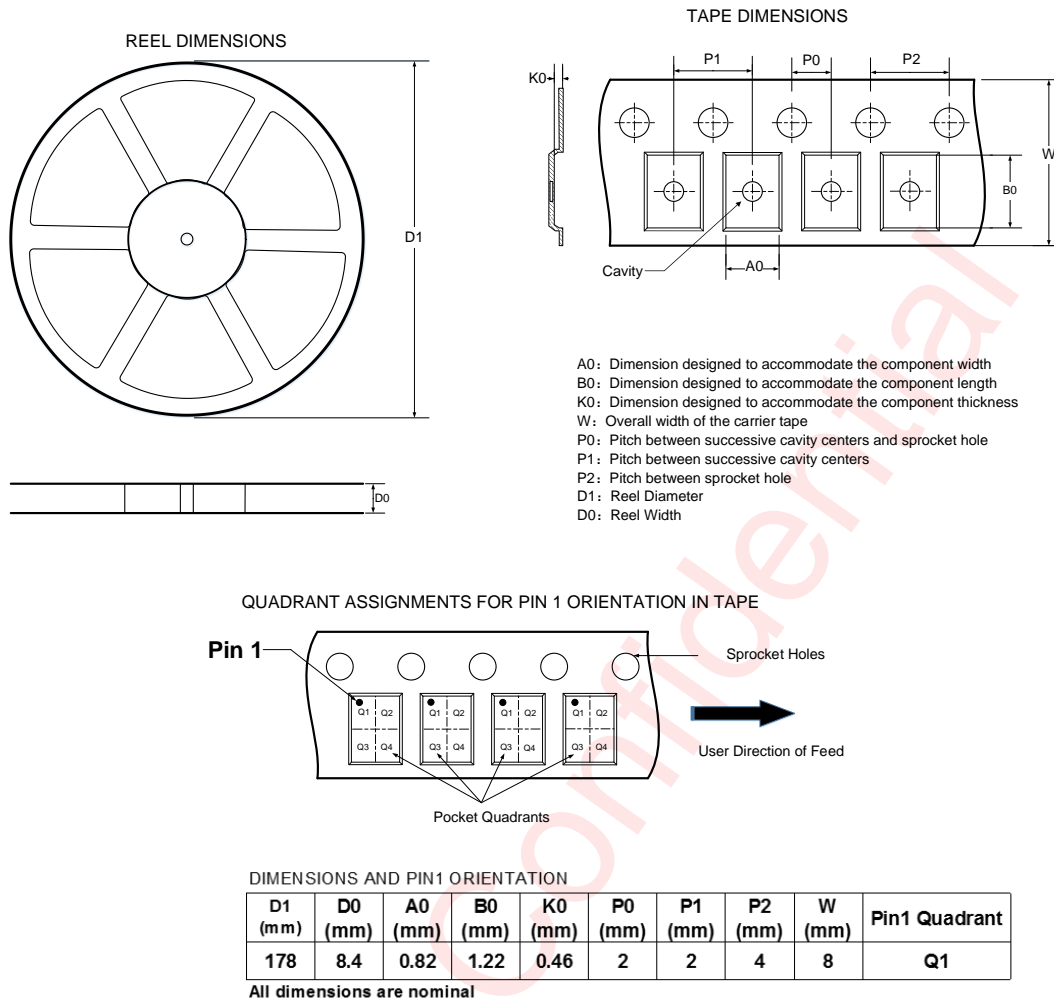 REEL DIMENSIONS
D1
D0
TAPE DIMENSIONS
K0
P1
P0
P2
W
B0
Cavity
A0
A0：Dimension designed to accommodate the component width
B0：Dimension designed to accommodate the component length
K0：Dimension designed to accommodate the component thickness
W：Overall width of the carrier tape
P0：Pitch between successive cavity centers and sprocket hole
P1：Pitch between successive cavity centers
P2：Pitch between sprocket hole
D1：Reel Diameter
D0：Reel Width
QUADRANT ASSIGNMENTS FOR PIN 1 ORIENTATION IN TAPE
Pin 1
Sprocket Holes
Q1 Q2 Q1 Q2 Q1 Q2 Q1 Q2
Q3 Q4 Q3 Q4 Q3 Q4 Q3 Q4
User Direction of Feed
Pocket Quadrants
DIMENSIONS AND PIN1 ORIENTATION
D1 (mm) D0 (mm) A0 (mm) B0 (mm) K0 (mm) P0 (mm) P1 (mm) P2 (mm) W (mm) Pin1 Quadrant
178 8.4 0.82 1.22 0.46 2 2 4 8 Q1
All dimensions are nominal
Confidential